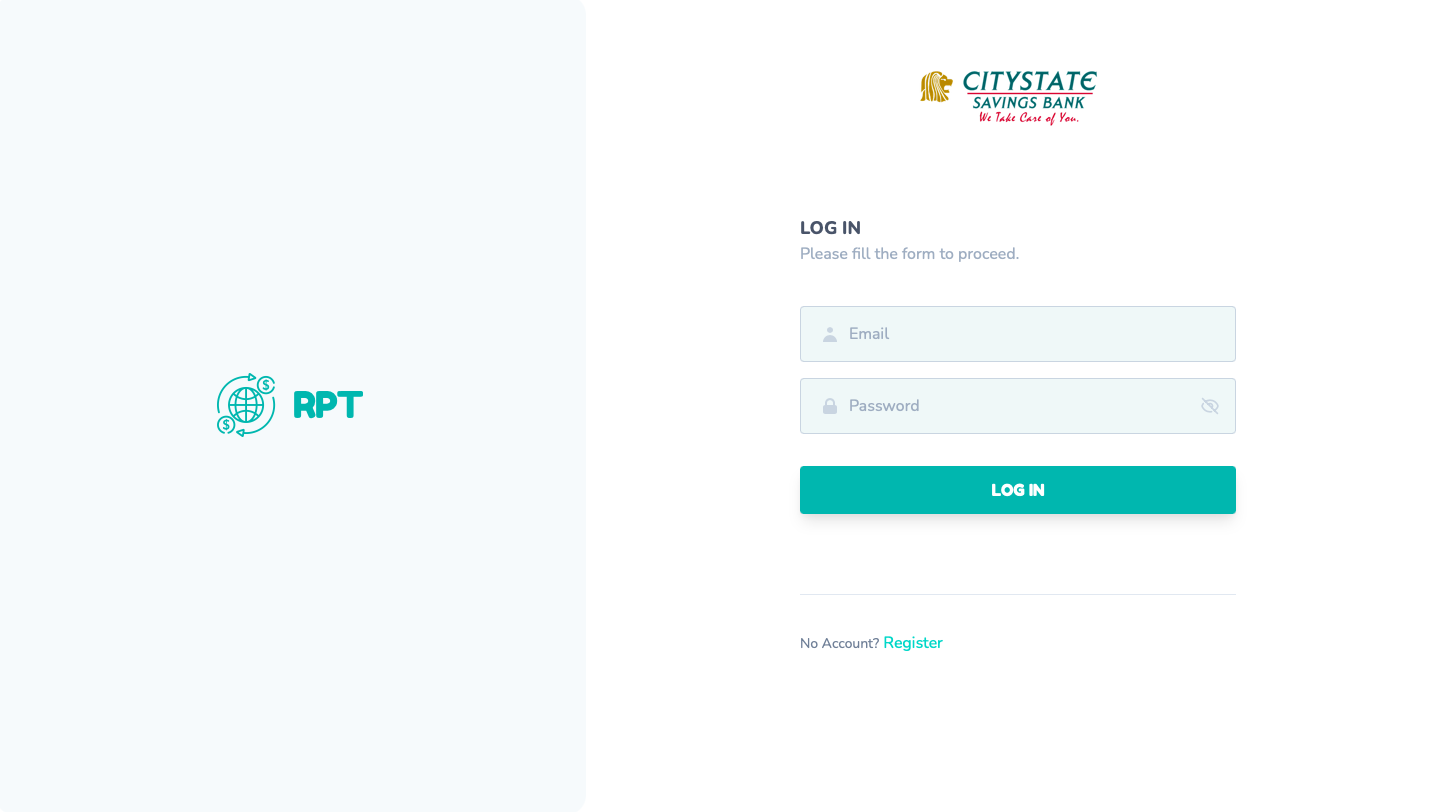 RPT
CITYSTATE
SAVINGS BANK
We Take Care of You.
LOG IN
Please fill the form to proceed.
Email
Password
LOG IN
No Account? Register